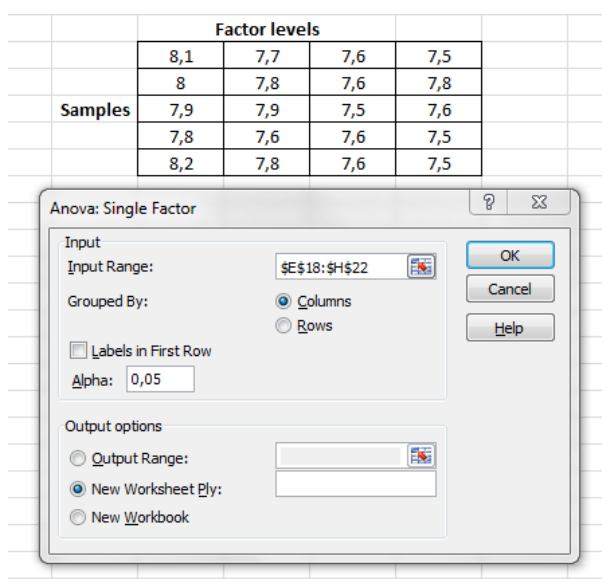 Factor levels
8,1 7,7 7,6 7,5
8 7,8 7,6 7,8
Samples 7,9 7,9 7,5 7,6
7,8 7,6 7,6 7,5
8,2 7,8 7,6 7,5
Anova: Single Factor
Input
Input Range: $E$18:$H$22
Grouped By: Columns
Rows
Labels in First Row
Alpha: 0,05
OK
Cancel
Help
Output options
Output Range:
New Worksheet Ply:
New Workbook